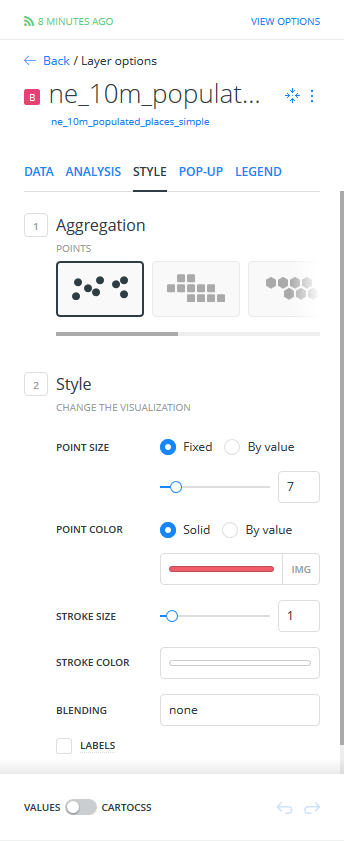 8 MINUTES AGO VIEW OPTIONS
Back / Layer options
B ne_10m_populat...
ne_10m_populated_places_simple
DATA ANALYSIS STYLE POP-UP LEGEND
1 Aggregation
POINTS
2 Style
CHANGE THE VISUALIZATION
POINT SIZE Fixed By value
7
POINT COLOR Solid By value
IMG
STROKE SIZE 1
STROKE COLOR
BLENDING none
LABELS
VALUES CARTOCSS